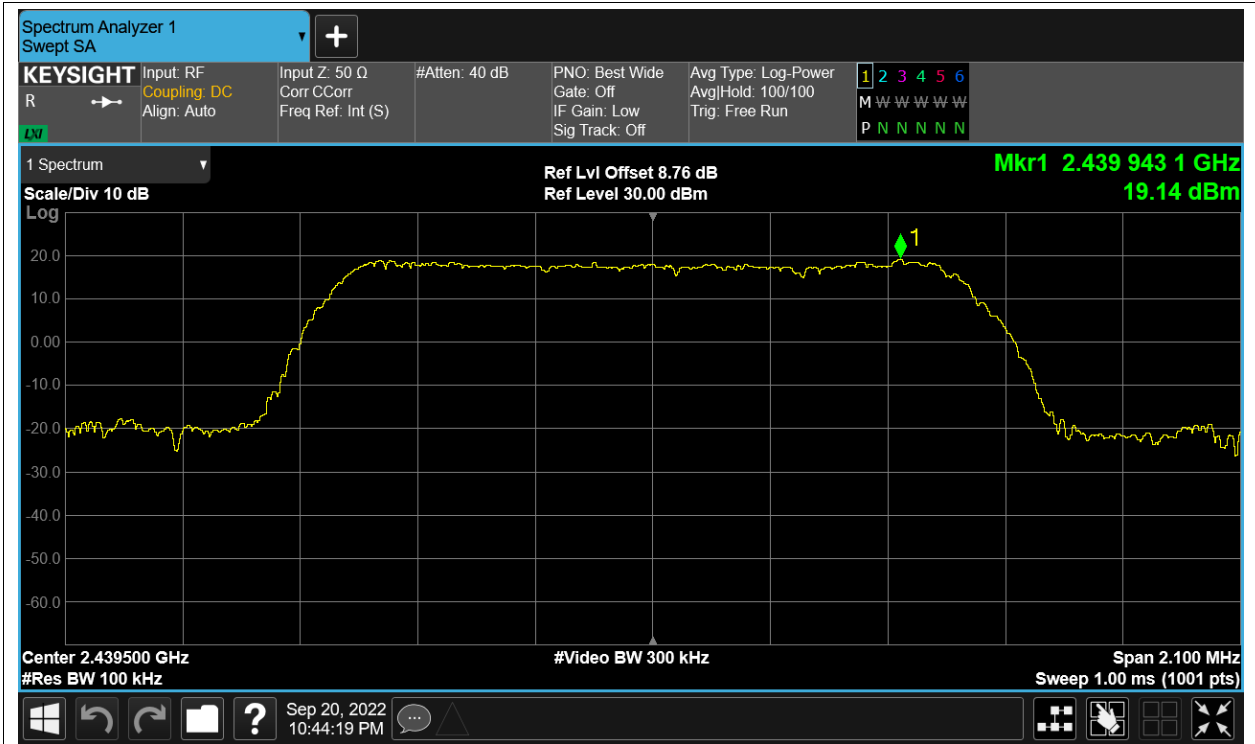 Spectrum Analyzer 1
Swept SA
+
KEYSIGHT
R
LXI
Input: RF
Coupling: DC
Align: Auto
Input Z: 50 Ω
Corr CCorr
Freq Ref: Int (S)
#Atten: 40 dB
PNO: Best Wide
Gate: Off
IF Gain: Low
Sig Track: Off
Avg Type: Log-Power
Avg|Hold: 100/100
Trig: Free Run
1 2 3 4 5 6
M W W W W W
P N N N N N
1 Spectrum
Scale/Div 10 dB
Log
Ref Lvl Offset 8.76 dB
Ref Level 30.00 dBm
Mkr1 2.439 943 1 GHz
19.14 dBm
1
20.0
10.0
0.00
-10.0
-20.0
-30.0
-40.0
-50.0
-60.0
Center 2.439500 GHz
#Res BW 100 kHz
#Video BW 300 kHz
Span 2.100 MHz
Sweep 1.00 ms (1001 pts)
?
Sep 20, 2022
10:44:19 PM